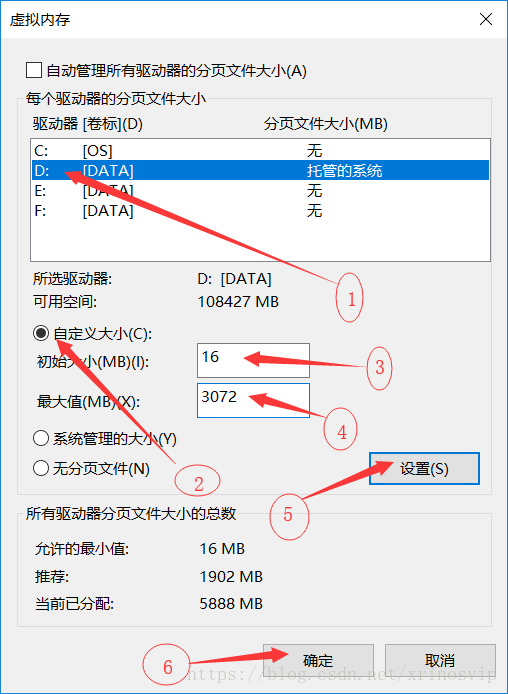 虚拟内存
自动管理所有驱动器的分页文件大小(A)
每个驱动器的分页文件大小
驱动器 [卷标](D) 分页文件大小(MB)
C: [OS] 无
D: [DATA] 托管的系统
E: [DATA] 无
F: [DATA] 无
所选驱动器: D: [DATA]
可用空间: 108427 MB
1
自定义大小(C):
初始大小(MB)(I): 16
3
最大值(MB)(X): 3072
4
系统管理的大小(Y)
无分页文件(N)
设置(S)
2
5
所有驱动器分页文件大小的总数
允许的最小值: 16 MB
推荐: 1902 MB
当前已分配: 5888 MB
6
确定 取消
https://blog.csdn.net/xrinosvip